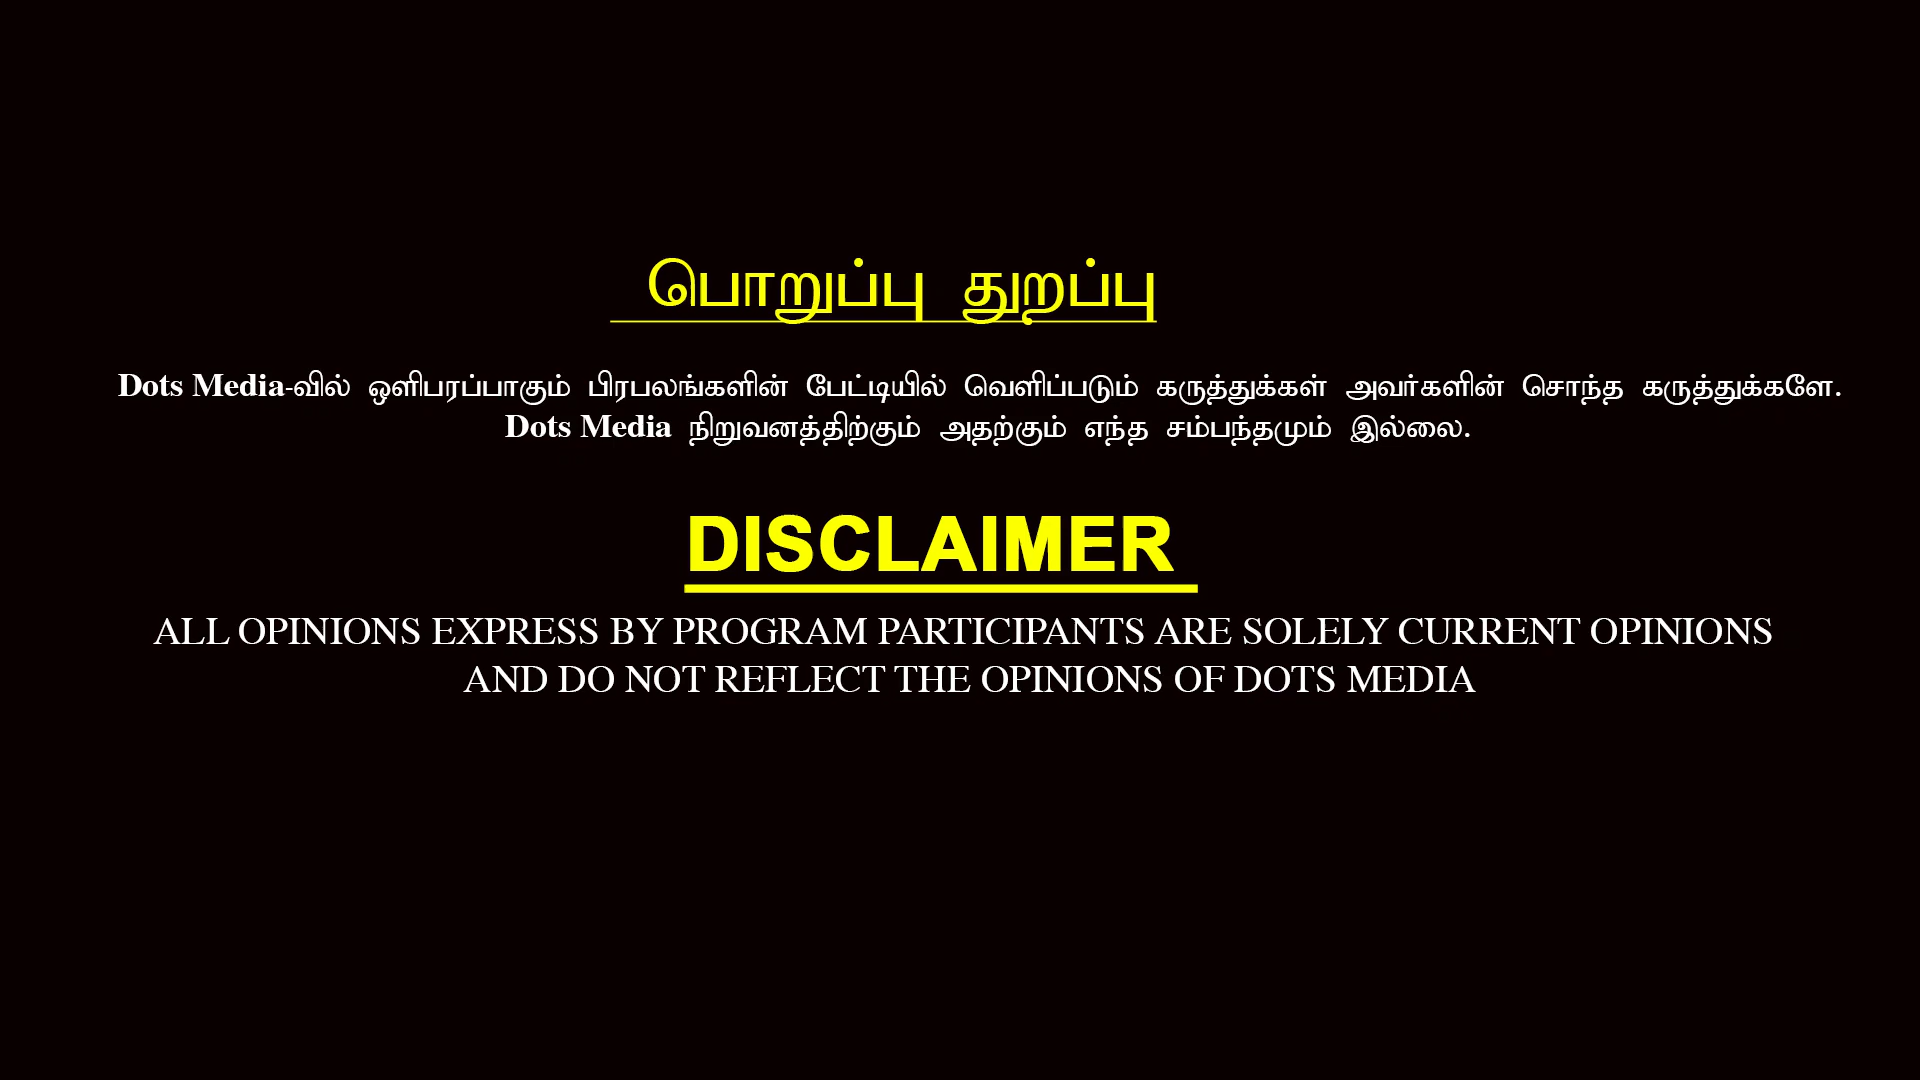 பொறுப்பு துறப்பு
Dots Media-வில் ஒளிபரப்பாகும் பிரபலங்களின் பேட்டியில் வெளிப்படும் கருத்துக்கள் அவர்களின் சொந்த கருத்துக்களே.
Dots Media நிறுவனத்திற்கும் அதற்கும் எந்த சம்பந்தமும் இல்லை.
DISCLAIMER
ALL OPINIONS EXPRESS BY PROGRAM PARTICIPANTS ARE SOLELY CURRENT OPINIONS
AND DO NOT REFLECT THE OPINIONS OF DOTS MEDIA